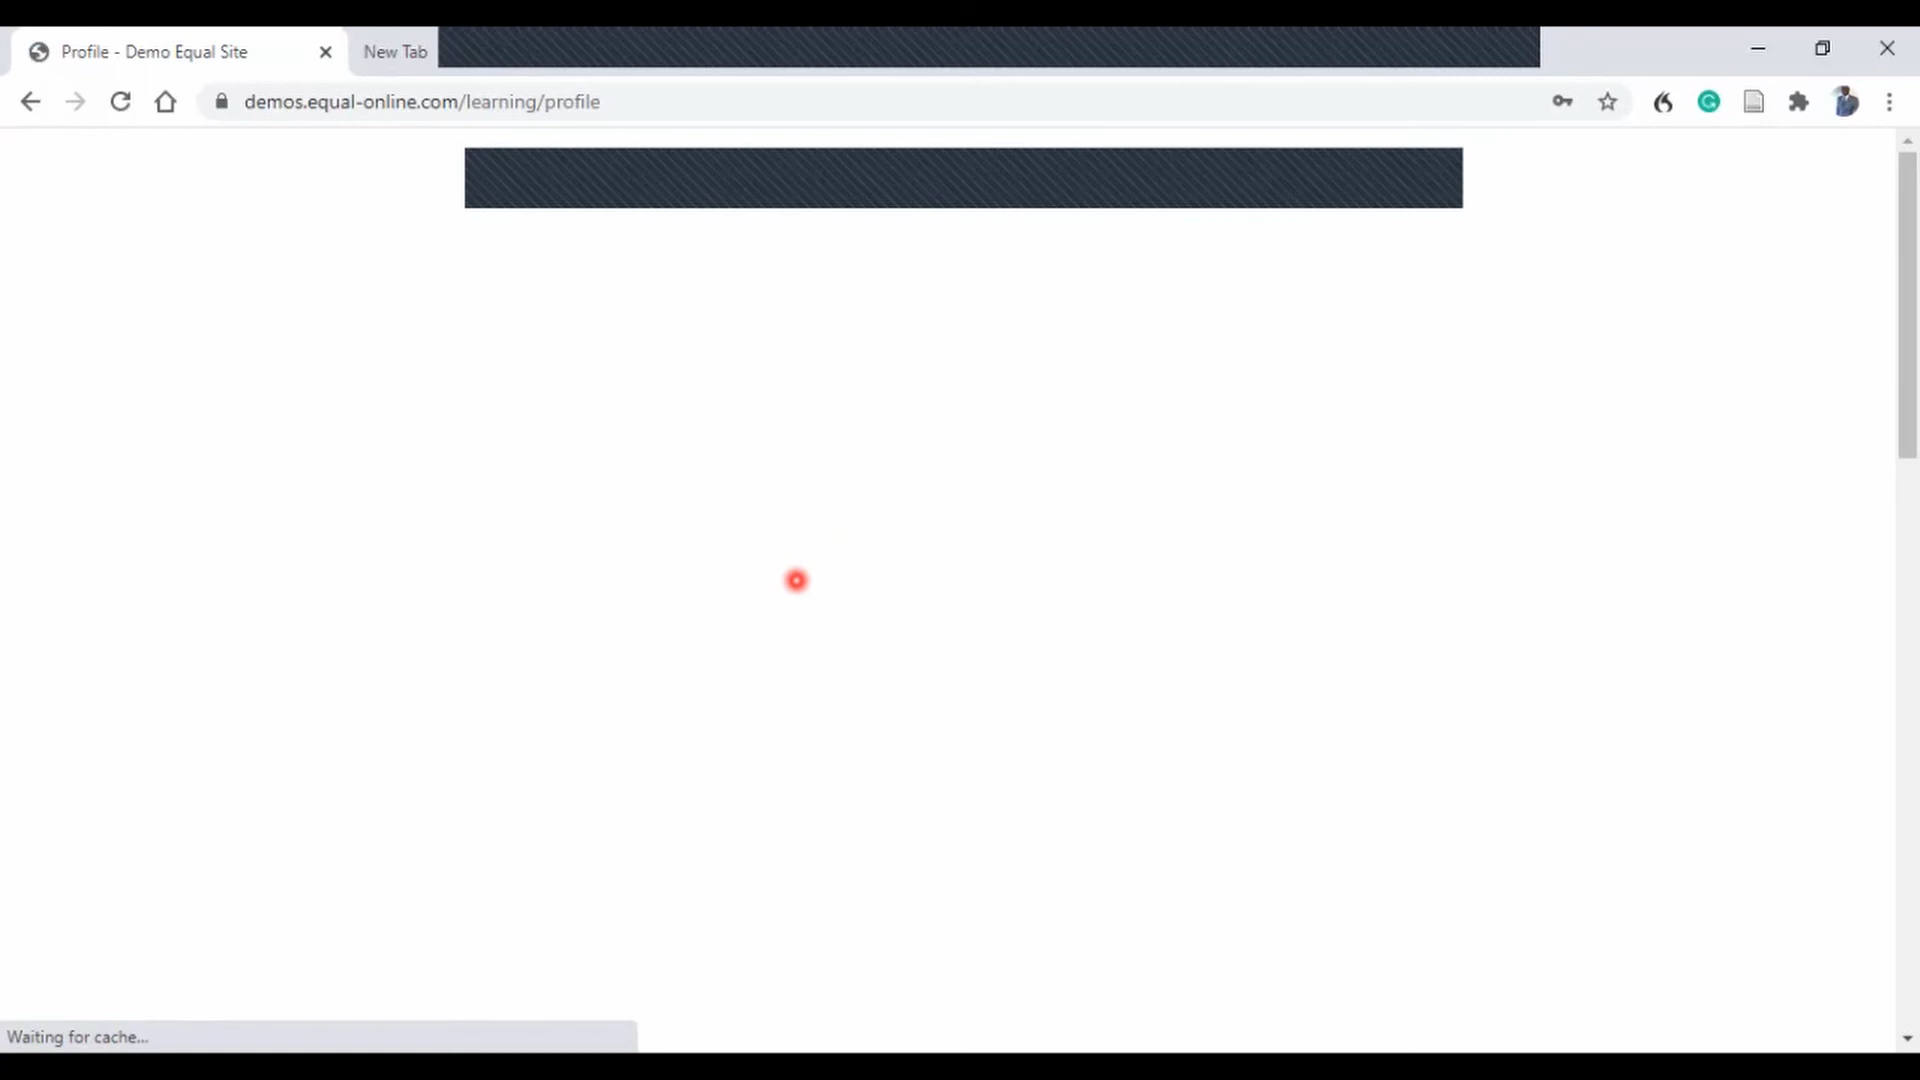 Profile - Demo Equal Site
New Tab
demos.equal-online.com/learning/profile
Waiting for cache...